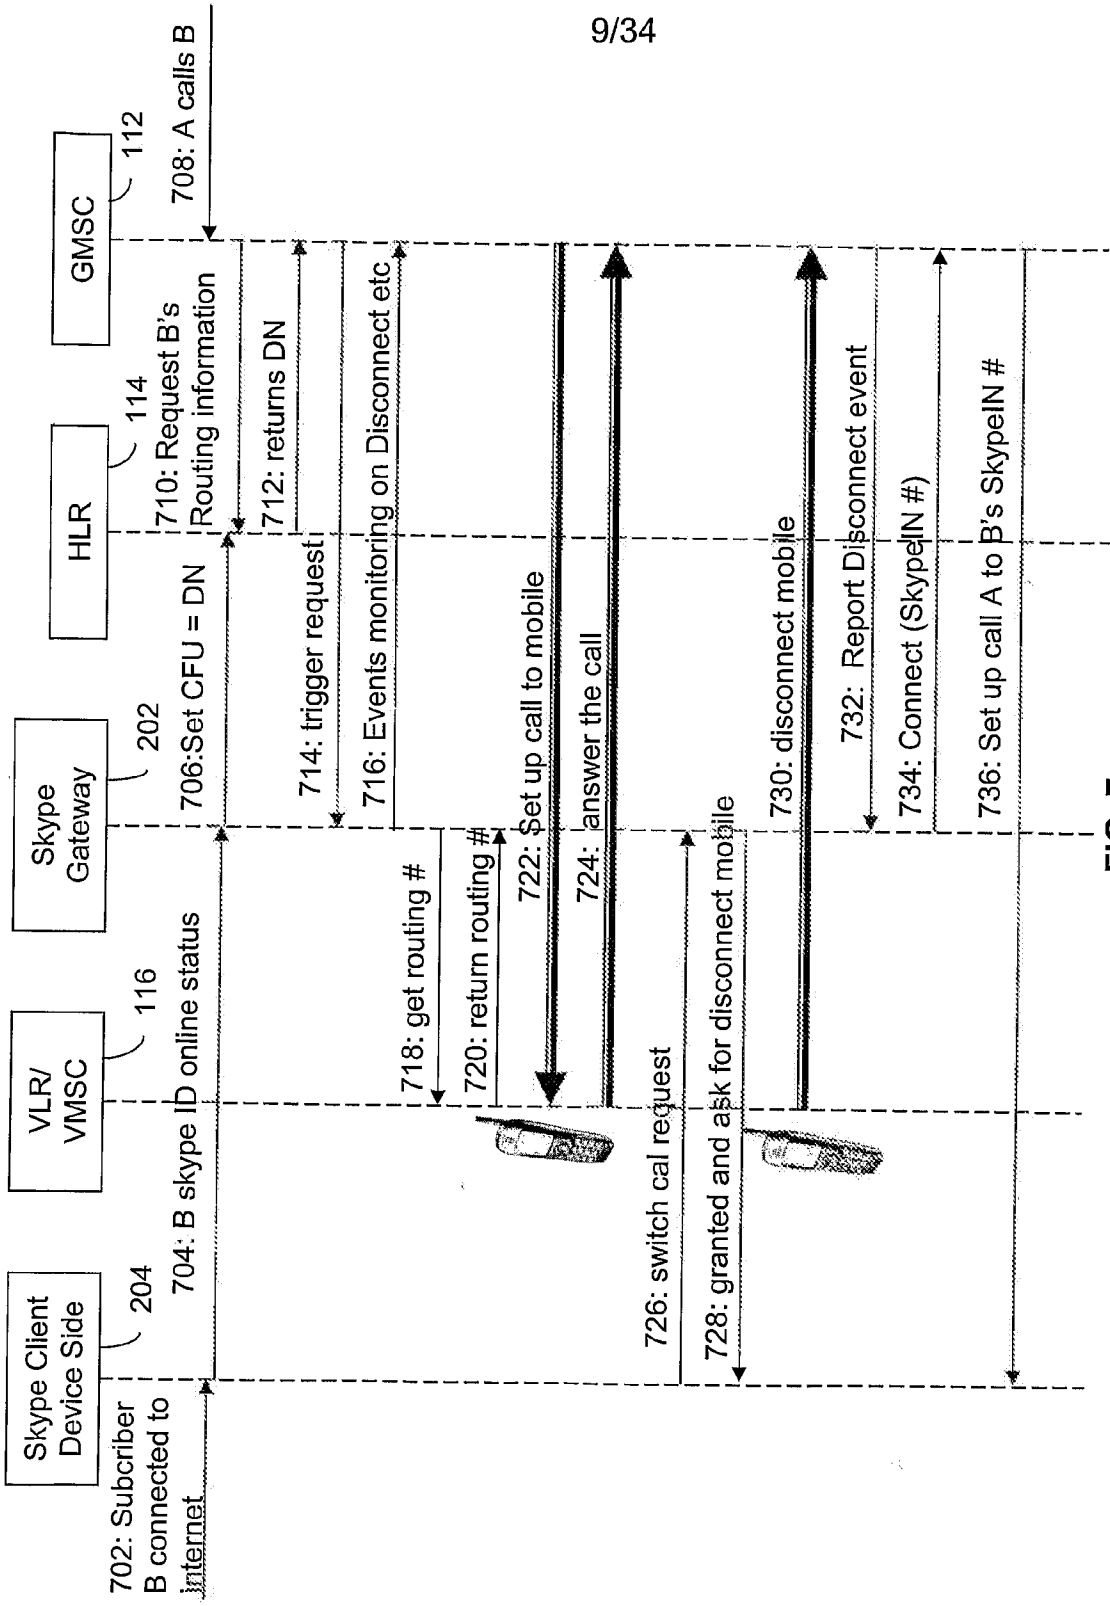 9/34
Skype Client
Device Side
204
VLR/
VMSC
116
Skype
Gateway
202
HLR
114
GMSC
112
702: Subcriber
B connected to
internet
704: B skype ID online status
706:Set CFU = DN
708: A calls B
710: Request B's
Routing information
712: returns DN
714: trigger request
716: Events monitoring on Disconnect etc
718: get routing #
720: return routing #
722: Set up call to mobile
724: answer the call
726: switch cal request
728: granted and ask for disconnect mobile
730: disconnect mobile
732: Report Disconnect event
734: Connect (SkypeIN #)
736: Set up call A to B's SkypeIN #